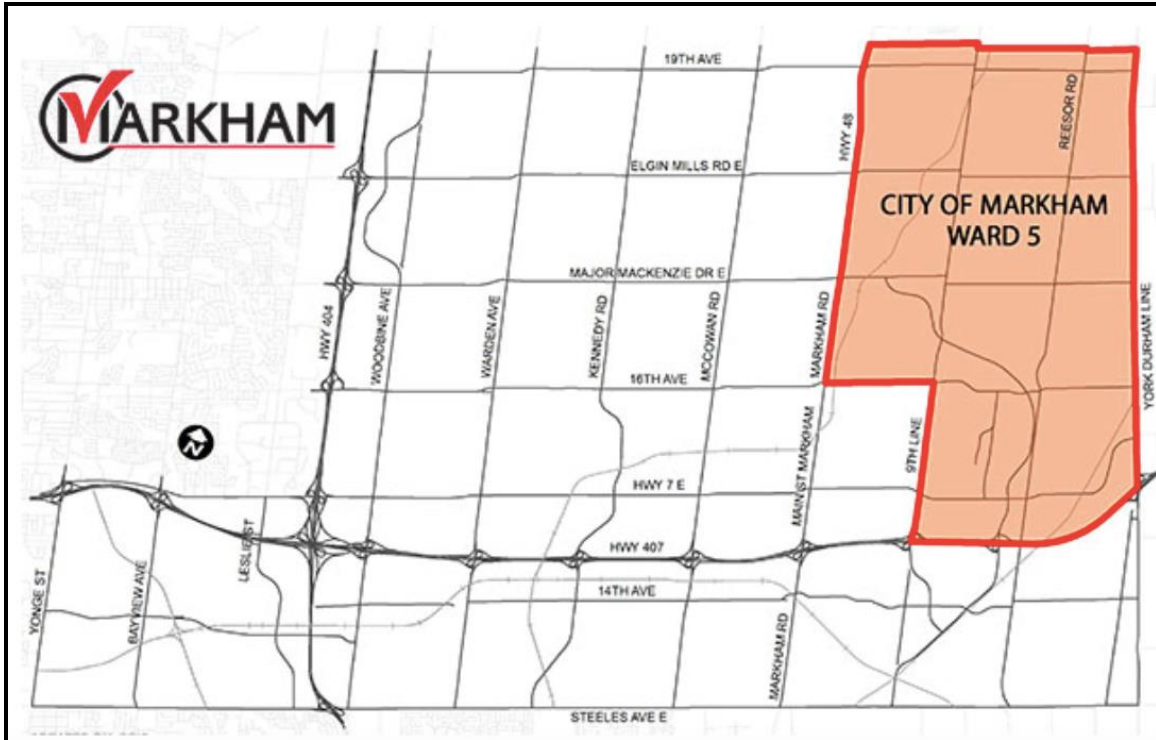 MARKHAM
19TH AVE
HWY 48
REESOR RD
ELGIN MILLS RD E
CITY OF MARKHAM
WARD 5
MAJOR MACKENZIE DR E
HWY 404
WOODBINE AVE
WARDEN AVE
KENNEDY RD
MCCOWAN RD
MARKHAM RD
YORK DURHAM LINE
16TH AVE
MAIN ST MARKHAM
9TH LINE
N
HWY 7 E
LESLIE ST
HWY 407
YONGE ST
BAYVIEW AVE
14TH AVE
MARKHAM RD
STEELES AVE E